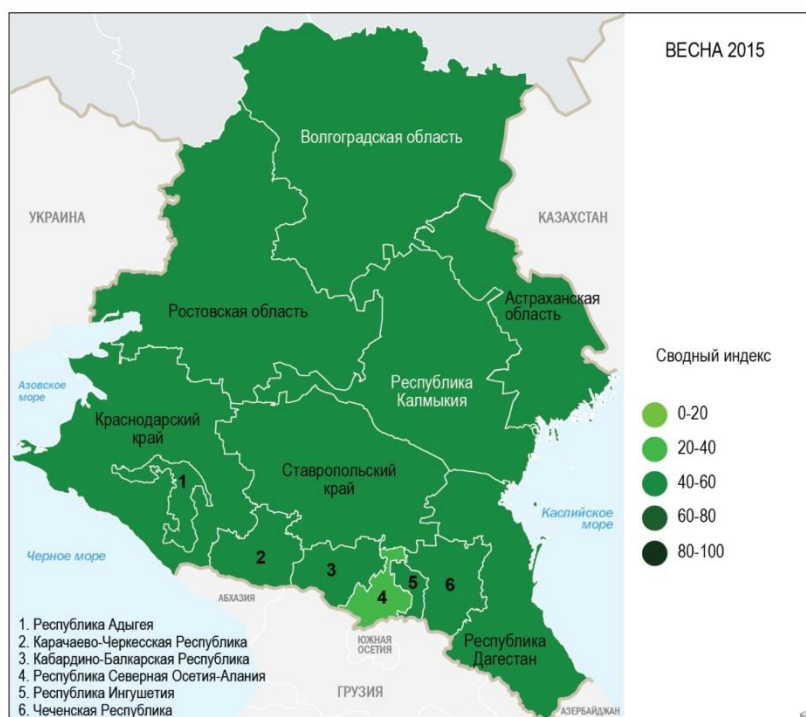 ВЕСНА 2015
Волгоградская область
УКРАИНА
КАЗАХСТАН
Ростовская область
Астраханская
область
Азовское
море
Республика
Калмыкия
Сводный индекс
0-20
20-40
40-60
60-80
80-100
Краснодарский
край
Ставропольский
край
1
Каспийское
море
Черное море
2
3
4
5
6
АБХАЗИЯ
ЮЖНАЯ
ОСЕТИЯ
Республика
Дагестан
ГРУЗИЯ
АЗЕРБАЙДЖАН
1. Республика Адыгея
2. Карачаево-Черкесская Республика
3. Кабардино-Балкарская Республика
4. Республика Северная Осетия-Алания
5. Республика Ингушетия
6. Чеченская Республика